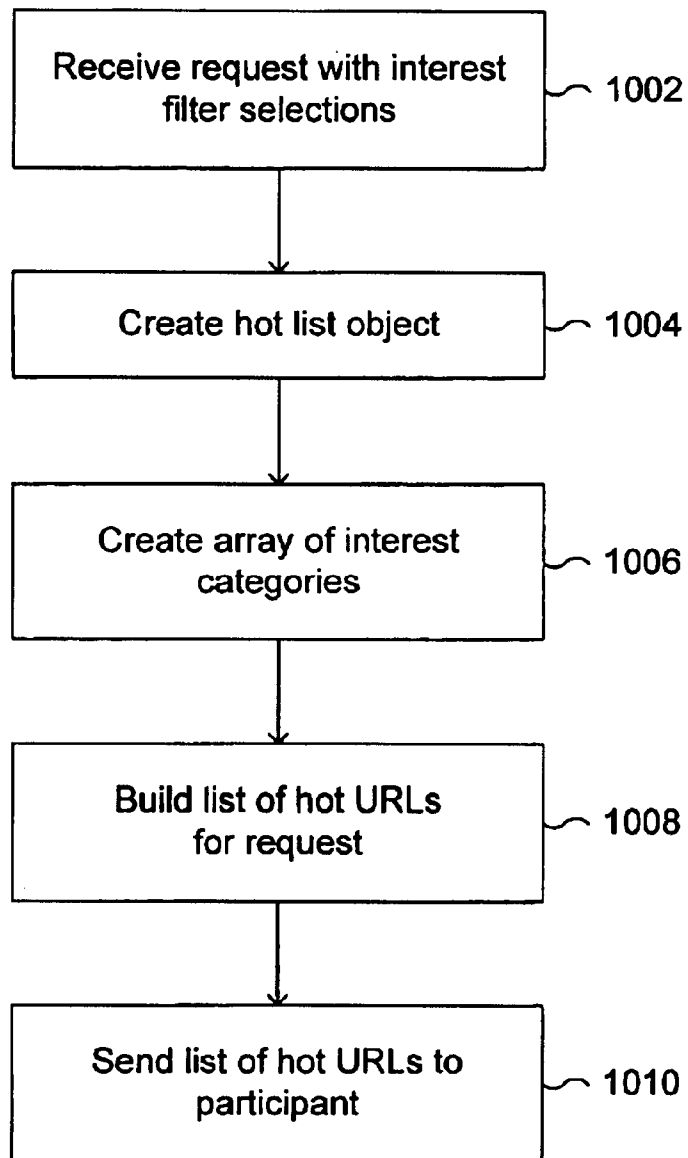 Receive request with interest
filter selections
1002
Create hot list object
1004
Create array of interest
categories
1006
Build list of hot URLs
for request
1008
Send list of hot URLs to
participant
1010